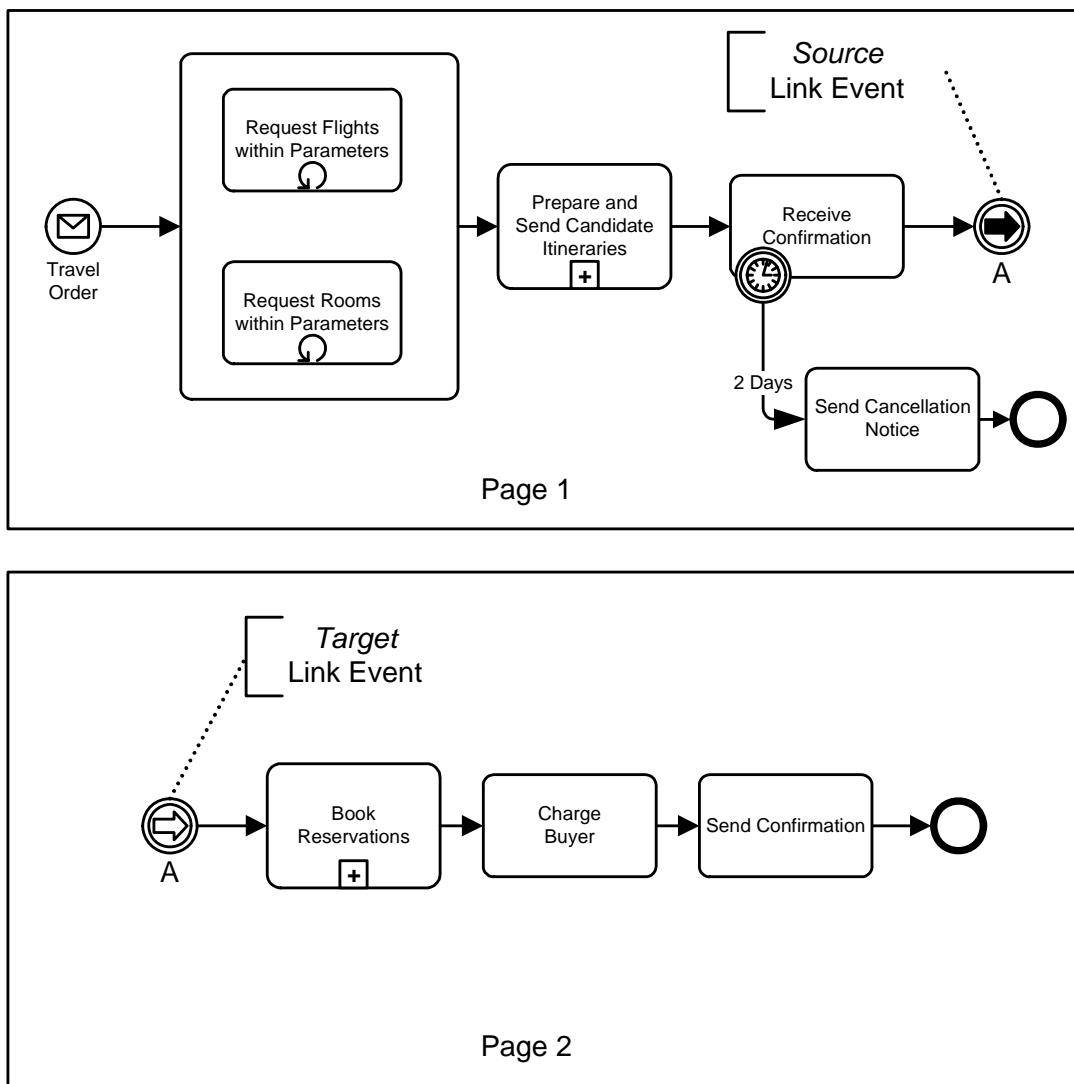 Source
Link Event
Request Flights
within Parameters
Prepare and
Send Candidate
Itineraries
Receive
Confirmation
Travel
Order
A
Request Rooms
within Parameters
2 Days
Send Cancellation
Notice
Page 1
Target
Link Event
Book
Reservations
Charge
Buyer
Send Confirmation
A
Page 2